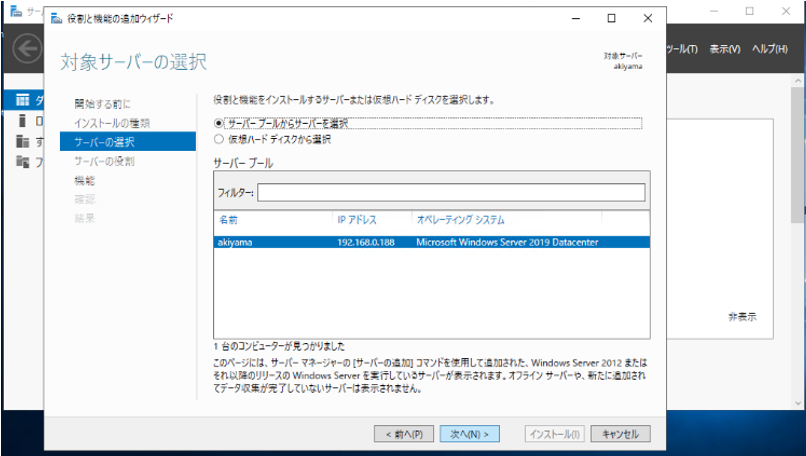 サー
役割と機能の追加ウィザード
ツール(T) 表示(V) ヘルプ(H)
対象サーバーの選択
対象サーバー
akiyama
ダ
ロ
す
フ
開始する前に
インストールの種類
サーバーの選択
サーバーの役割
機能
確認
結果
役割と機能をインストールするサーバーまたは仮想ハード ディスクを選択します。
サーバー プールからサーバーを選択
仮想ハード ディスクから選択
サーバー プール
フィルター:
名前 IP アドレス オペレーティング システム
akiyama 192.168.0.188 Microsoft Windows Server 2019 Datacenter
1 台のコンピューターが見つかりました
このページには、サーバー マネージャーの [サーバーの追加] コマンドを使用して追加された、Windows Server 2012 または
それ以降のリリースの Windows Server を実行しているサーバーが表示されます。オフライン サーバーや、新たに追加され
てデータ収集が完了していないサーバーは表示されません。
非表示
< 前へ(P) 次へ(N) > インストール(I) キャンセル